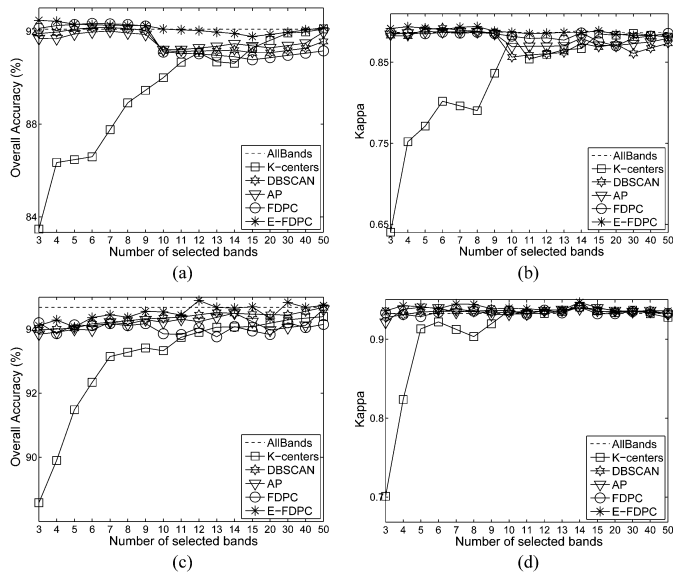 92
88
84
Overall Accuracy (%)
AllBands
K-centers
DBSCAN
AP
FDPC
E-FDPC
3 4 5 6 7 8 9 10 11 12 13 14 15 20 30 40 50
Number of selected bands
(a)
0.85
0.75
0.65
Kappa
AllBands
K-centers
DBSCAN
AP
FDPC
E-FDPC
3 4 5 6 7 8 9 10 11 12 13 14 15 20 30 40 50
Number of selected bands
(b)
94
92
90
Overall Accuracy (%)
AllBands
K-centers
DBSCAN
AP
FDPC
E-FDPC
3 4 5 6 7 8 9 10 11 12 13 14 15 20 30 40 50
Number of selected bands
(c)
0.9
0.8
0.7
Kappa
AllBands
K-centers
DBSCAN
AP
FDPC
E-FDPC
3 4 5 6 7 8 9 10 11 12 13 14 15 20 30 40 50
Number of selected bands
(d)